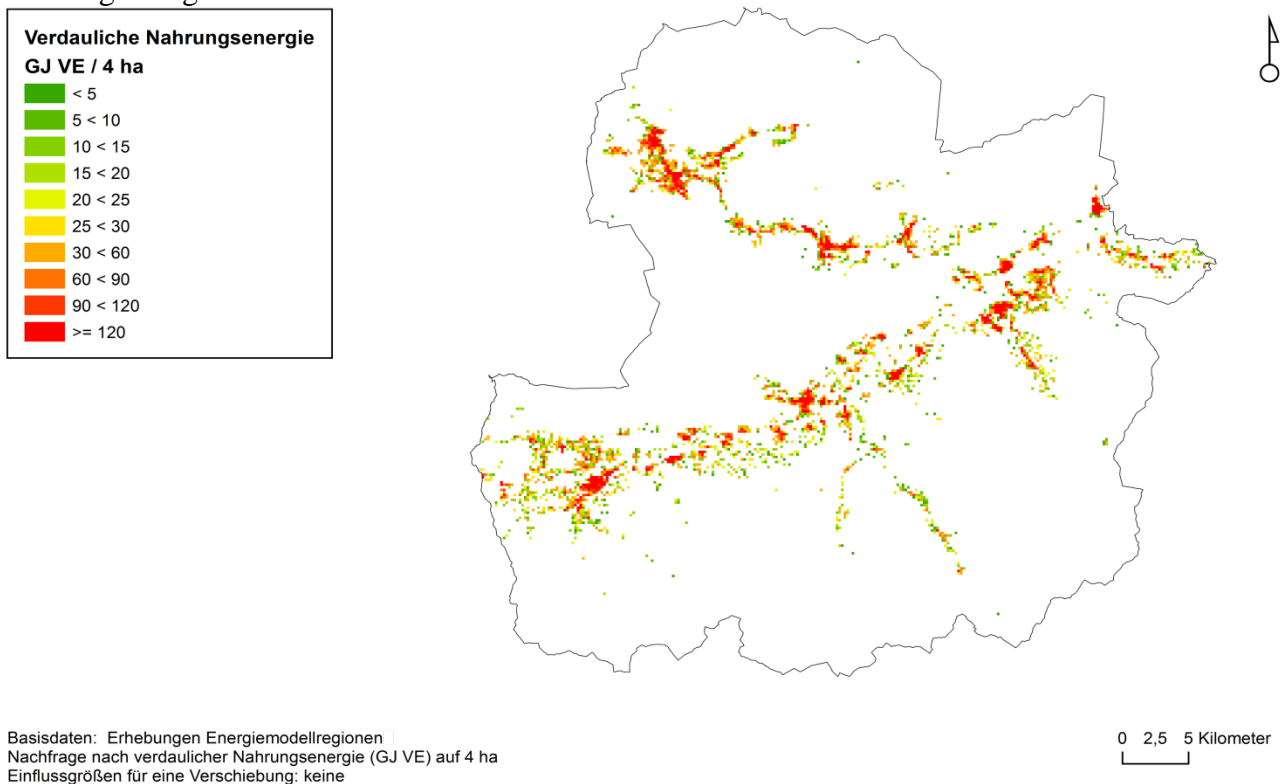 Verdauliche Nahrungsenergie
GJ VE / 4 ha
< 5
5 < 10
10 < 15
15 < 20
20 < 25
25 < 30
30 < 60
60 < 90
90 < 120
>= 120
Basisdaten: Erhebungen Energiemodellregionen
Nachfrage nach verdaulicher Nahrungsenergie (GJ VE) auf 4 ha
Einflussgrößen für eine Verschiebung: keine
0 2,5 5 Kilometer